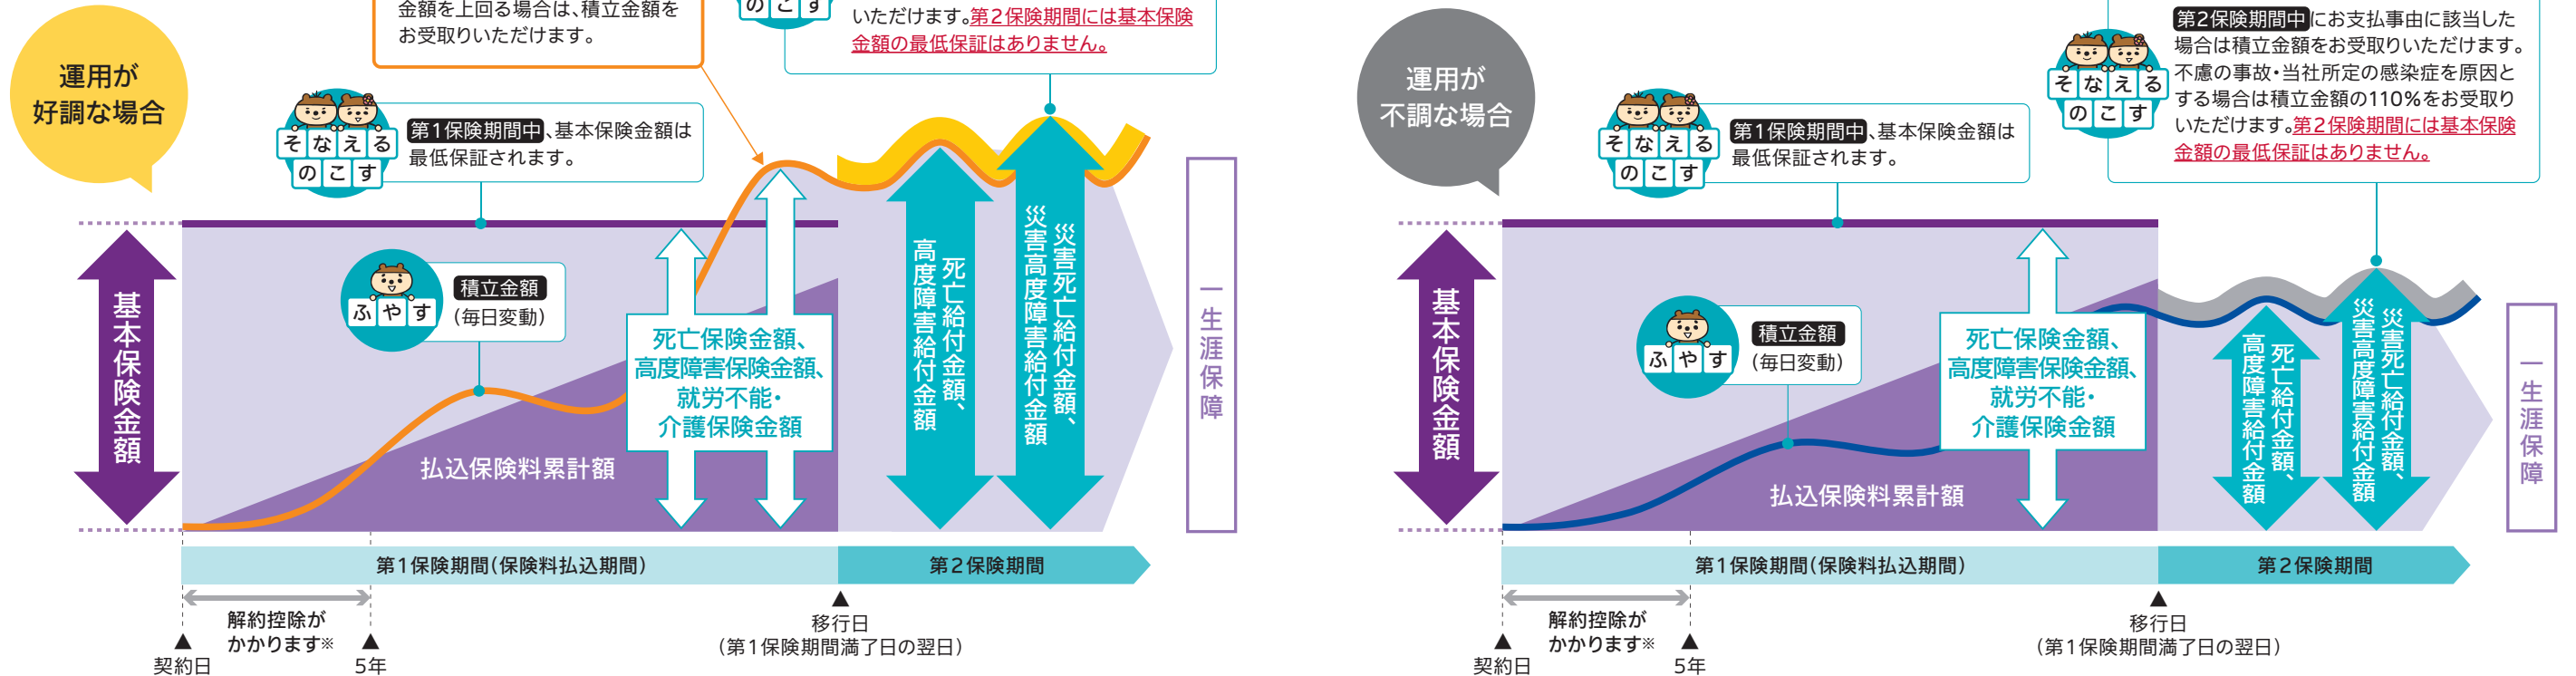 運用が
好調な場合
金額を上回る場合は、積立金額を
お受取りいただけます。
のこす
いただけます。第2保険期間には基本保険
金額の最低保証はありません。
そなえる
のこす
第1保険期間中、基本保険金額は
最低保証されます。
基本保険金額
ふやす
積立金額
(毎日変動)
払込保険料累計額
死亡保険金額、
高度障害保険金額、
就労不能・
介護保険金額
死亡給付金額、
高度障害給付金額
災害死亡給付金額、
災害高度障害給付金額
一生涯保障
第1保険期間(保険料払込期間)
第2保険期間
解約控除が
かかります※
契約日
5年
移行日
(第1保険期間満了日の翌日)
運用が
不調な場合
そなえる
のこす
第1保険期間中、基本保険金額は
最低保証されます。
そなえる
のこす
第2保険期間中にお支払事由に該当した
場合は積立金額をお受取りいただけます。
不慮の事故・当社所定の感染症を原因と
する場合は積立金額の110%をお受取り
いただけます。第2保険期間には基本保険
金額の最低保証はありません。
基本保険金額
ふやす
積立金額
(毎日変動)
払込保険料累計額
死亡保険金額、
高度障害保険金額、
就労不能・
介護保険金額
死亡給付金額、
高度障害給付金額
災害死亡給付金額、
災害高度障害給付金額
一生涯保障
第1保険期間(保険料払込期間)
第2保険期間
解約控除が
かかります※
契約日
5年
移行日
(第1保険期間満了日の翌日)